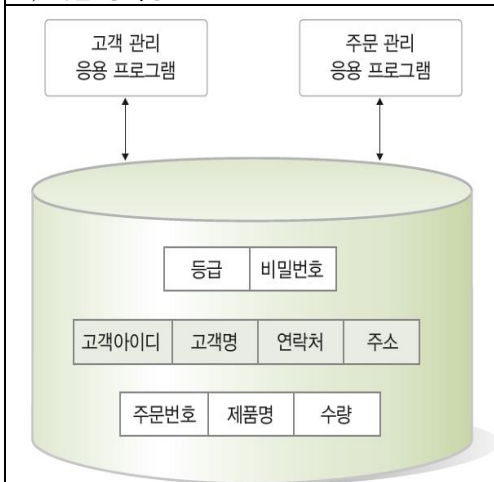 고객 관리
응용 프로그램
주문 관리
응용 프로그램
등급 비밀번호
고객아이디 고객명 연락처 주소
주문번호 제품명 수량